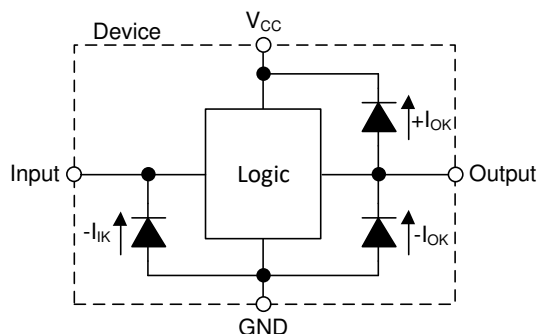 Device
VCC
+IOK
Input
Logic
Output
-IIK
-IOK
GND